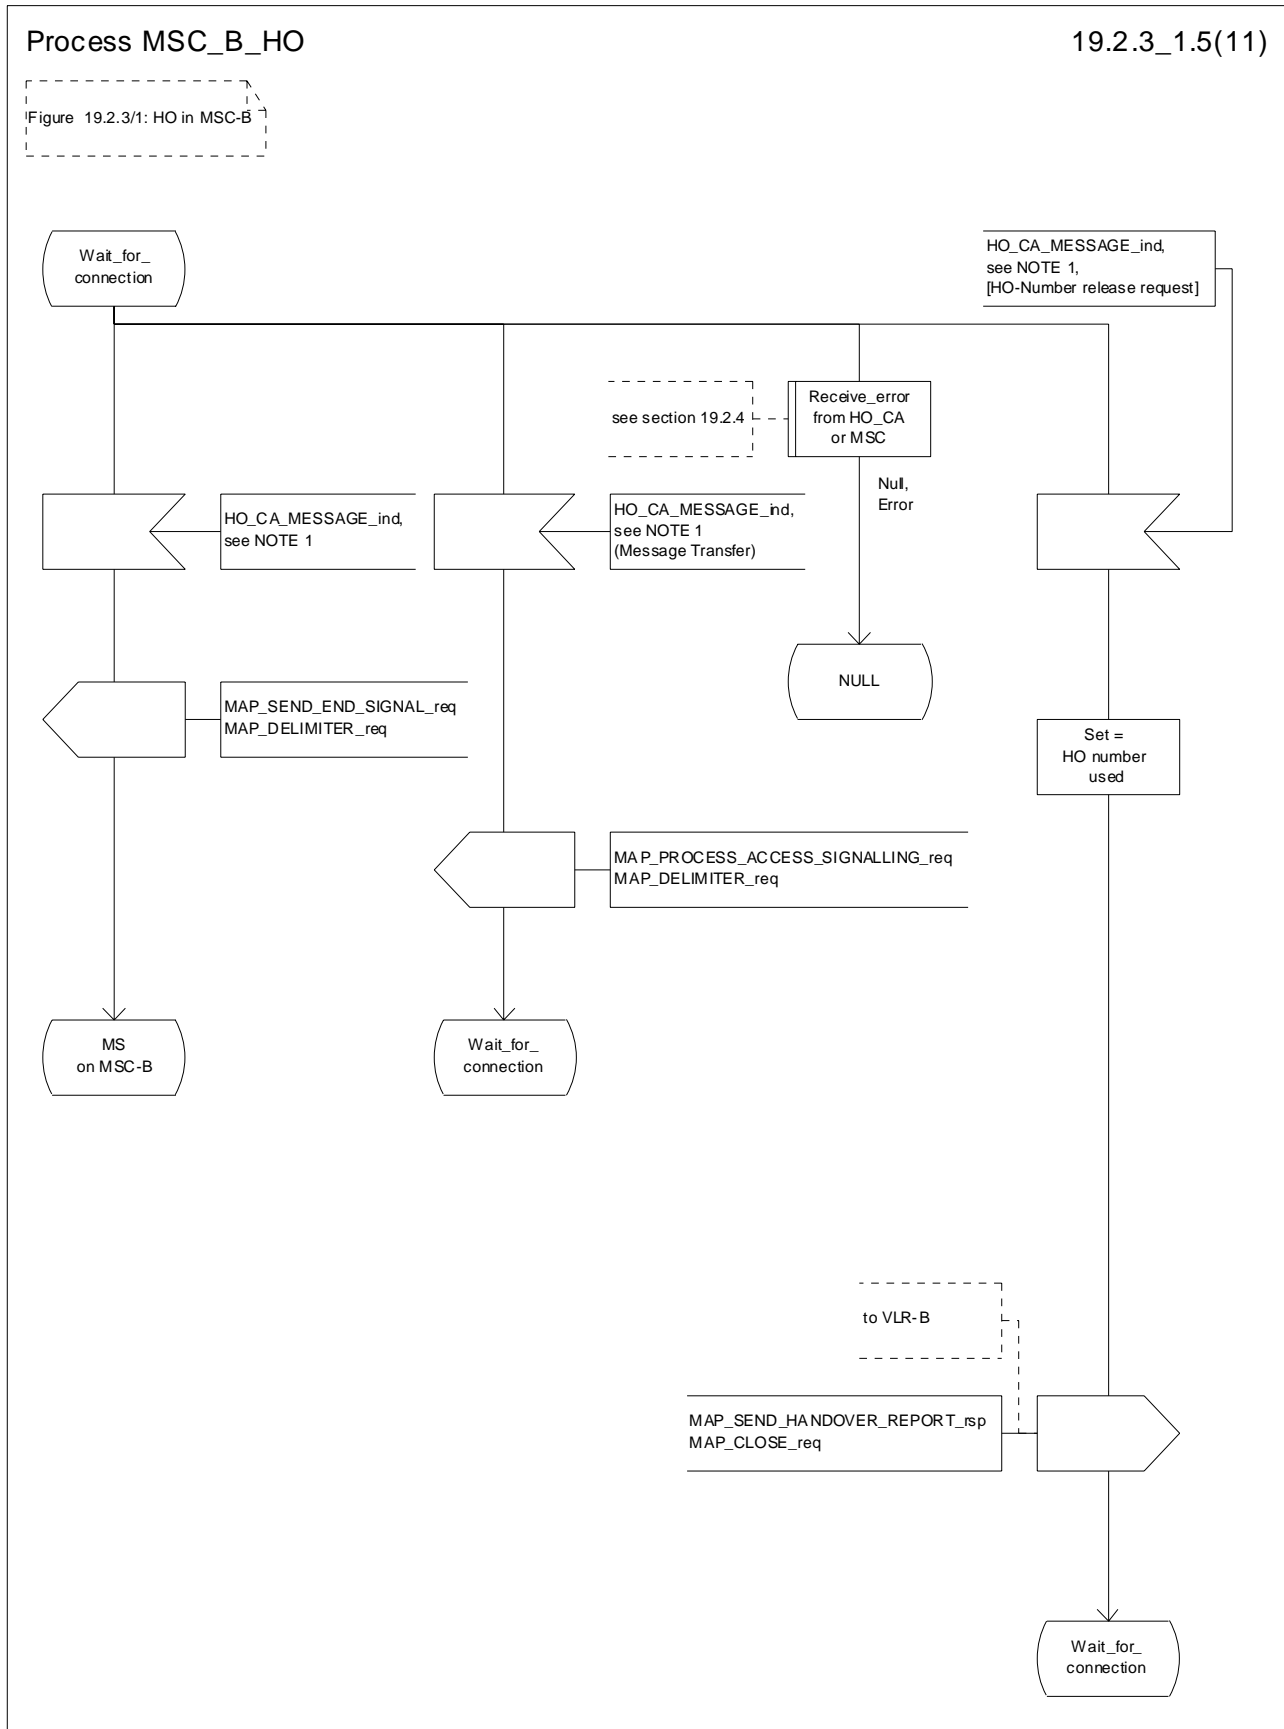 Process MSC_B_HO
19.2.3_1.5(11)
Figure 19.2.3/1: HO in MSC-B
Wait_for_
connection
HO_CA_MESSAGE_ind,
see NOTE 1,
[HO-Number release request]
see section 19.2.4
Receive_error
from HO_CA
or MSC
Null,
Error
HO_CA_MESSAGE_ind,
see NOTE 1
HO_CA_MESSAGE_ind,
see NOTE 1
(Message Transfer)
NULL
MAP_SEND_END_SIGNAL_req
MAP_DELIMITER_req
Set =
HO number
used
MAP_PROCESS_ACCESS_SIGNALLING_req
MAP_DELIMITER_req
MS
on MSC-B
Wait_for_
connection
to VLR-B
MAP_SEND_HANDOVER_REPORT_rsp
MAP_CLOSE_req
Wait_for_
connection